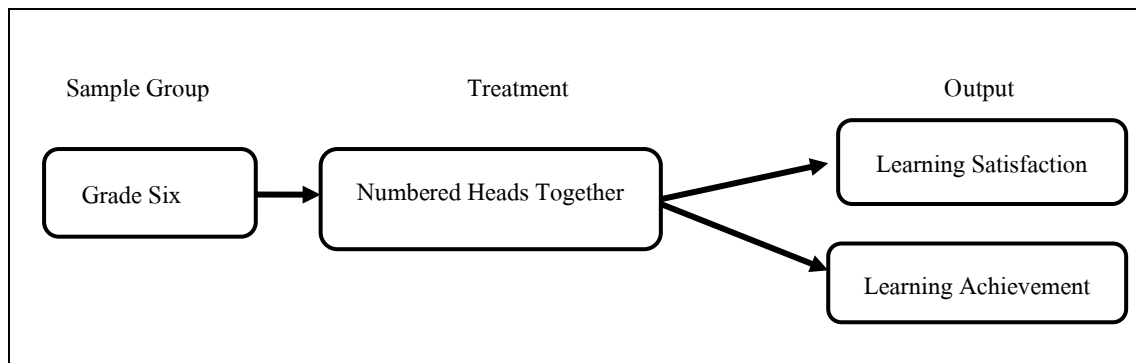 Sample Group
Treatment
Output
Grade Six
Numbered Heads Together
Learning Satisfaction
Learning Achievement